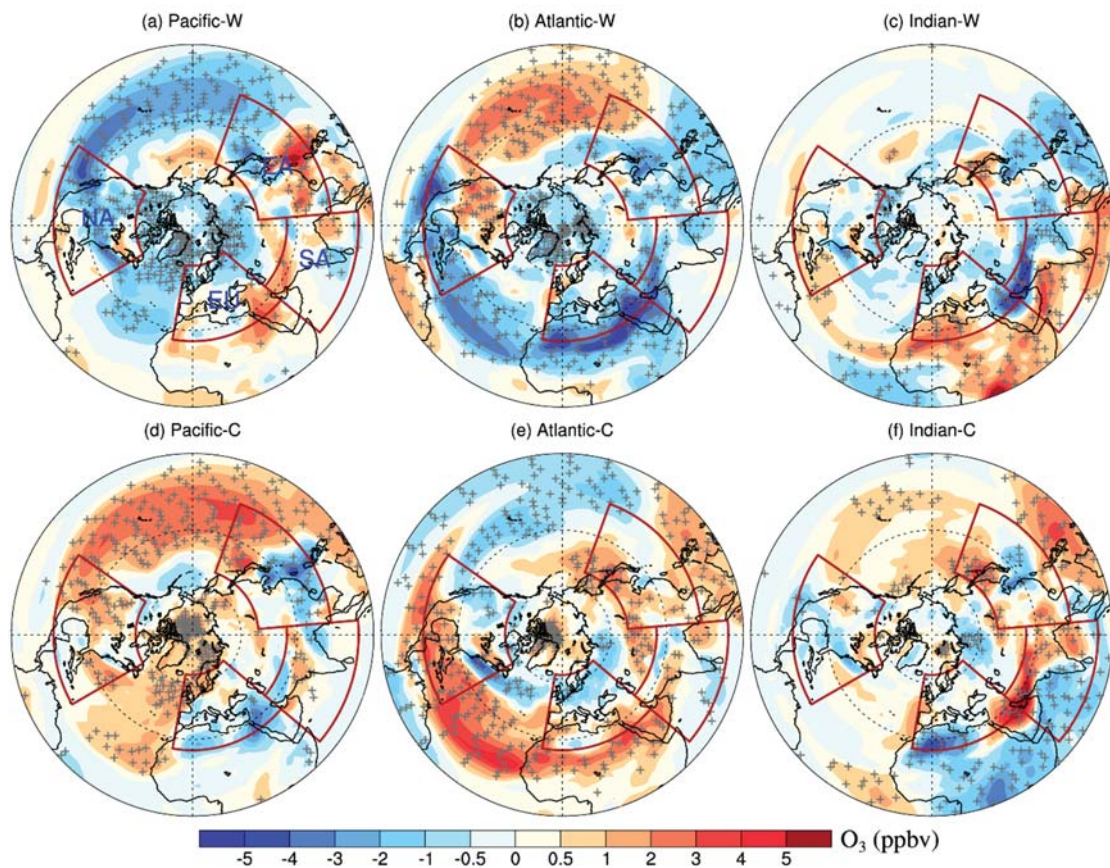 (a) Pacific-W
(b) Atlantic-W
(c) Indian-W
NA
EA
SA
EU
(d) Pacific-C
(e) Atlantic-C
(f) Indian-C
-5 -4 -3 -2 -1 -0.5 0 0.5 1 2 3 4 5
O₃ (ppbv)